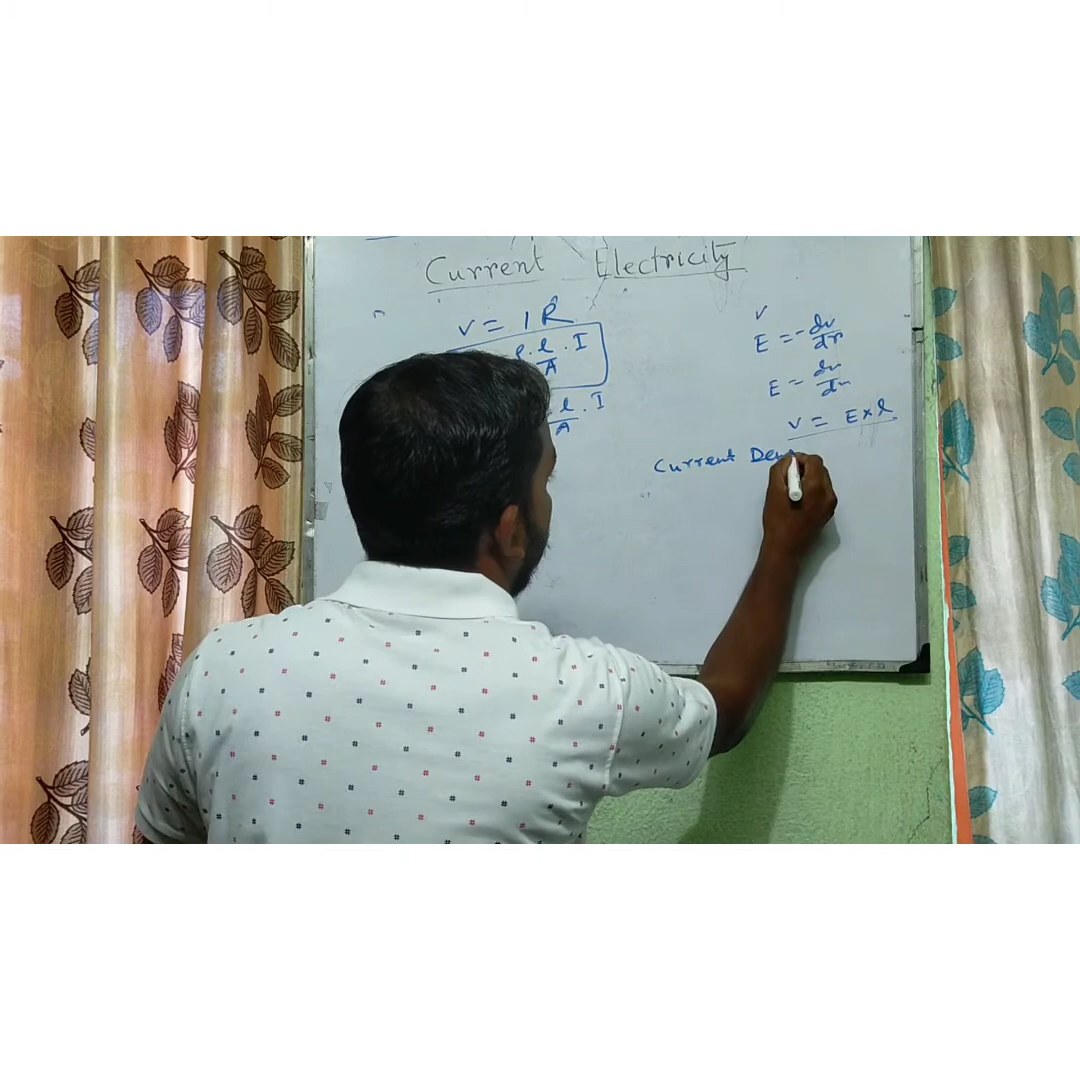 Current Electricity
V = IR
ρ · l/A · I
l/A · I
V
E = - dv/dr
E = dv/dr
V = E × l
Current Den